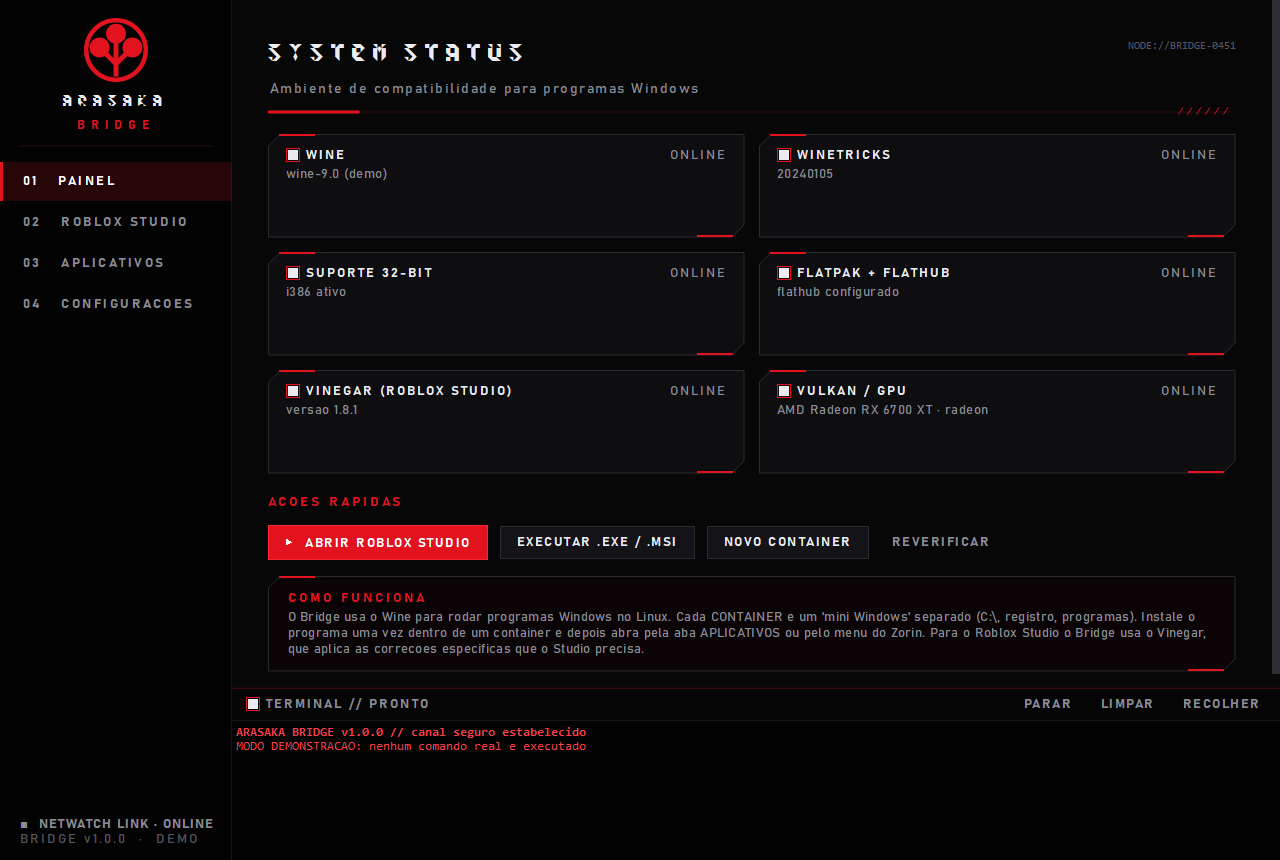 ARASAKA
BRIDGE
01 PAINEL
02 ROBLOX STUDIO
03 APLICATIVOS
04 CONFIGURACOES
NETWATCH LINK · ONLINE
BRIDGE v1.0.0 · DEMO
SYSTEM STATUS
NODE://BRIDGE-0451
Ambiente de compatibilidade para programas Windows
//////
WINE ONLINE
wine-9.0 (demo)
WINETRICKS ONLINE
20240105
SUPORTE 32-BIT ONLINE
i386 ativo
FLATPAK + FLATHUB ONLINE
flathub configurado
VINEGAR (ROBLOX STUDIO) ONLINE
versao 1.8.1
VULKAN / GPU ONLINE
AMD Radeon RX 6700 XT · radeon
ACOES RAPIDAS
ABRIR ROBLOX STUDIO
EXECUTAR .EXE / .MSI
NOVO CONTAINER
REVERIFICAR
COMO FUNCIONA
O Bridge usa o Wine para rodar programas Windows no Linux. Cada CONTAINER e um 'mini Windows' separado (C:\, registro, programas). Instale o
programa uma vez dentro de um container e depois abra pela aba APLICATIVOS ou pelo menu do Zorin. Para o Roblox Studio o Bridge usa o Vinegar,
que aplica as correcoes especificas que o Studio precisa.
TERMINAL // PRONTO
PARAR
LIMPAR
RECOLHER
ARASAKA BRIDGE v1.0.0 // canal seguro estabelecido
MODO DEMONSTRACAO: nenhum comando real e executado